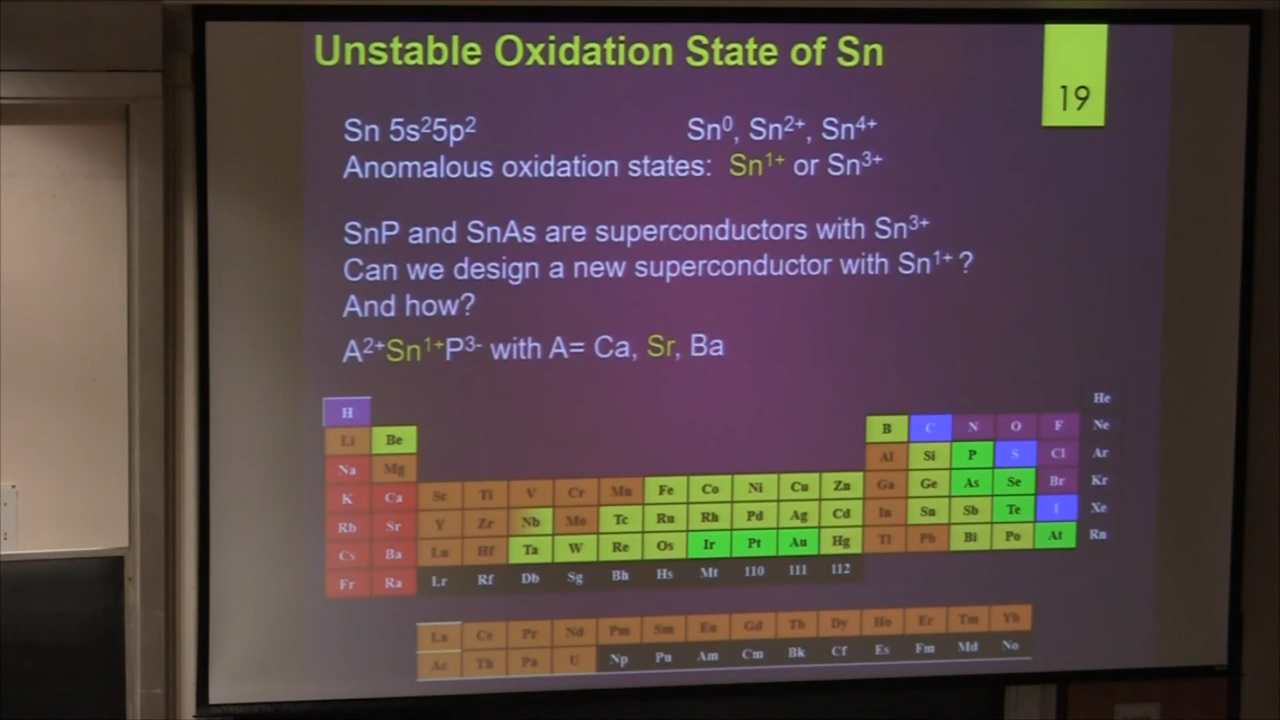 Unstable Oxidation State of Sn
19
Sn 5s²5p² Sn⁰, Sn²⁺, Sn⁴⁺
Anomalous oxidation states: Sn¹⁺ or Sn³⁺
SnP and SnAs are superconductors with Sn³⁺
Can we design a new superconductor with Sn¹⁺ ?
And how?
A²⁺Sn¹⁺P³⁻ with A= Ca, Sr, Ba
H He
Li Be B C N O F Ne
Na Mg Al Si P S Cl Ar
K Ca Sc Ti V Cr Mn Fe Co Ni Cu Zn Ga Ge As Se Br Kr
Rb Sr Y Zr Nb Mo Tc Ru Rh Pd Ag Cd In Sn Sb Te I Xe
Cs Ba Lu Hf Ta W Re Os Ir Pt Au Hg Tl Pb Bi Po At Rn
Fr Ra Lr Rf Db Sg Bh Hs Mt 110 111 112
La Ce Pr Nd Pm Sm Eu Gd Tb Dy Ho Er Tm Yb
Ac Th Pa U Np Pu Am Cm Bk Cf Es Fm Md No